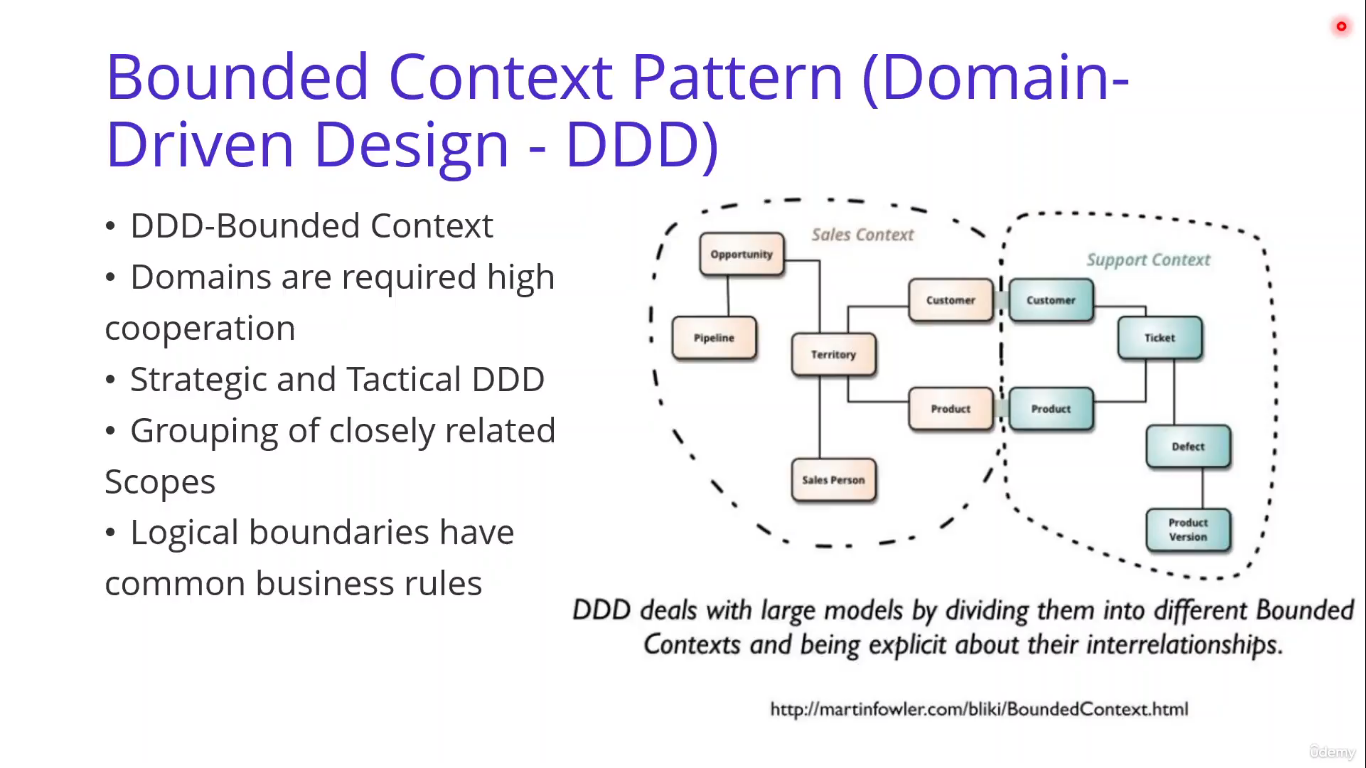 Bounded Context Pattern (Domain-
Driven Design - DDD)
• DDD-Bounded Context
• Domains are required high
cooperation
• Strategic and Tactical DDD
• Grouping of closely related
Scopes
• Logical boundaries have
common business rules
Sales Context
Opportunity
Pipeline
Territory
Customer
Product
Sales Person
Support Context
Customer
Ticket
Product
Defect
Product
Version
DDD deals with large models by dividing them into different Bounded
Contexts and being explicit about their interrelationships.
http://martinfowler.com/bliki/BoundedContext.html
ûdemy